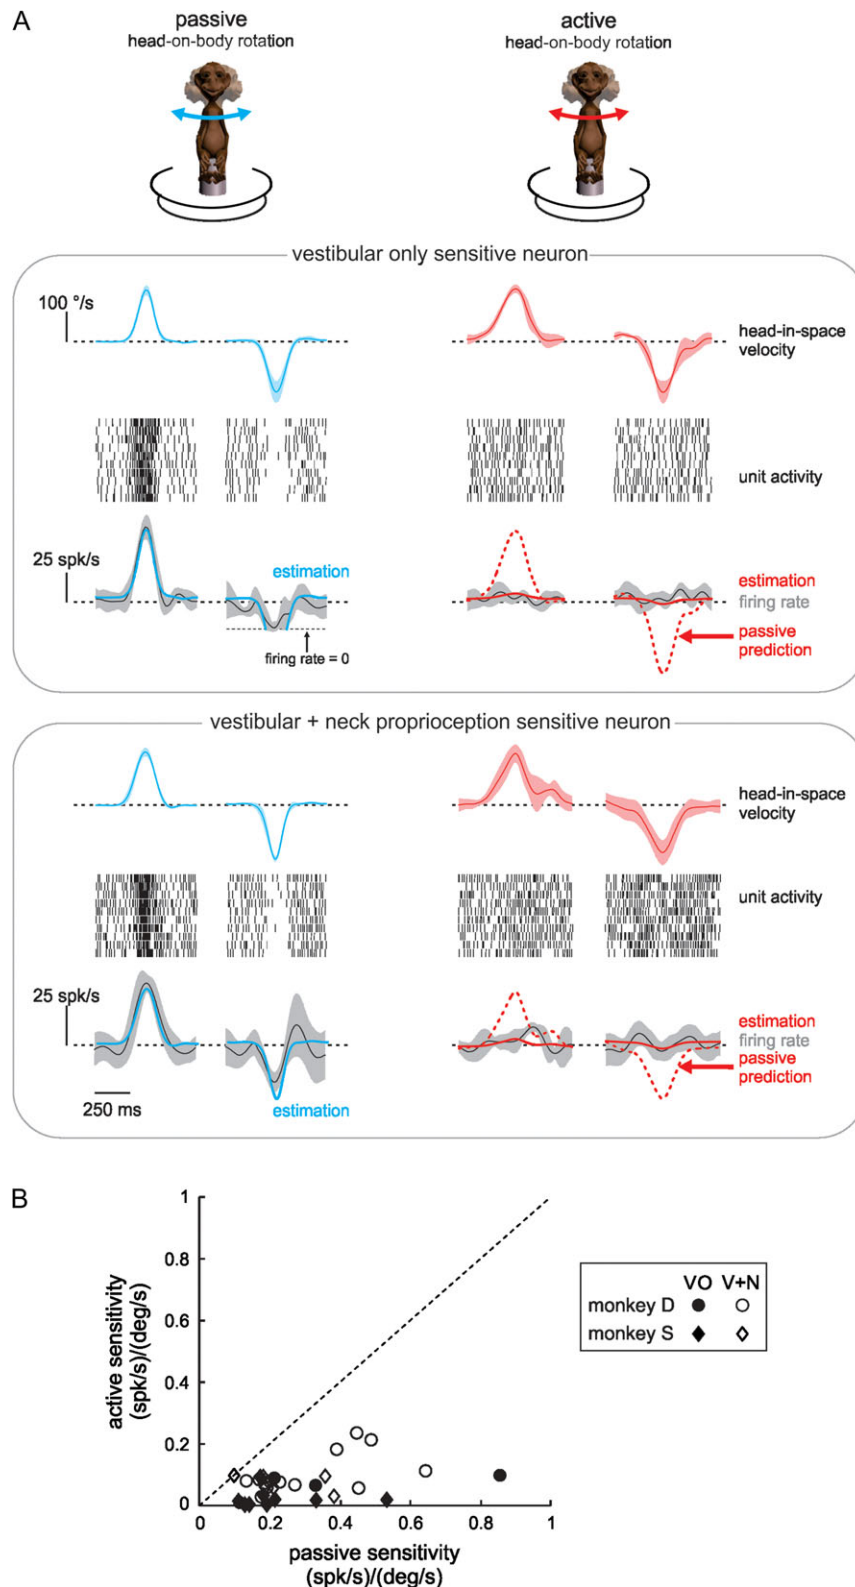 A
passive
head-on-body rotation
active
head-on-body rotation
vestibular only sensitive neuron
100 °/s
head-in-space
velocity
unit activity
25 spk/s
estimation
firing rate = 0
estimation
firing rate
passive
prediction
vestibular + neck proprioception sensitive neuron
head-in-space
velocity
unit activity
25 spk/s
250 ms
estimation
estimation
firing rate
passive
prediction
B
active sensitivity
(spk/s)/(deg/s)
1
0.8
0.6
0.4
0.2
0
0
0.2
0.4
0.6
0.8
1
passive sensitivity
(spk/s)/(deg/s)
VO V+N
monkey D
monkey S